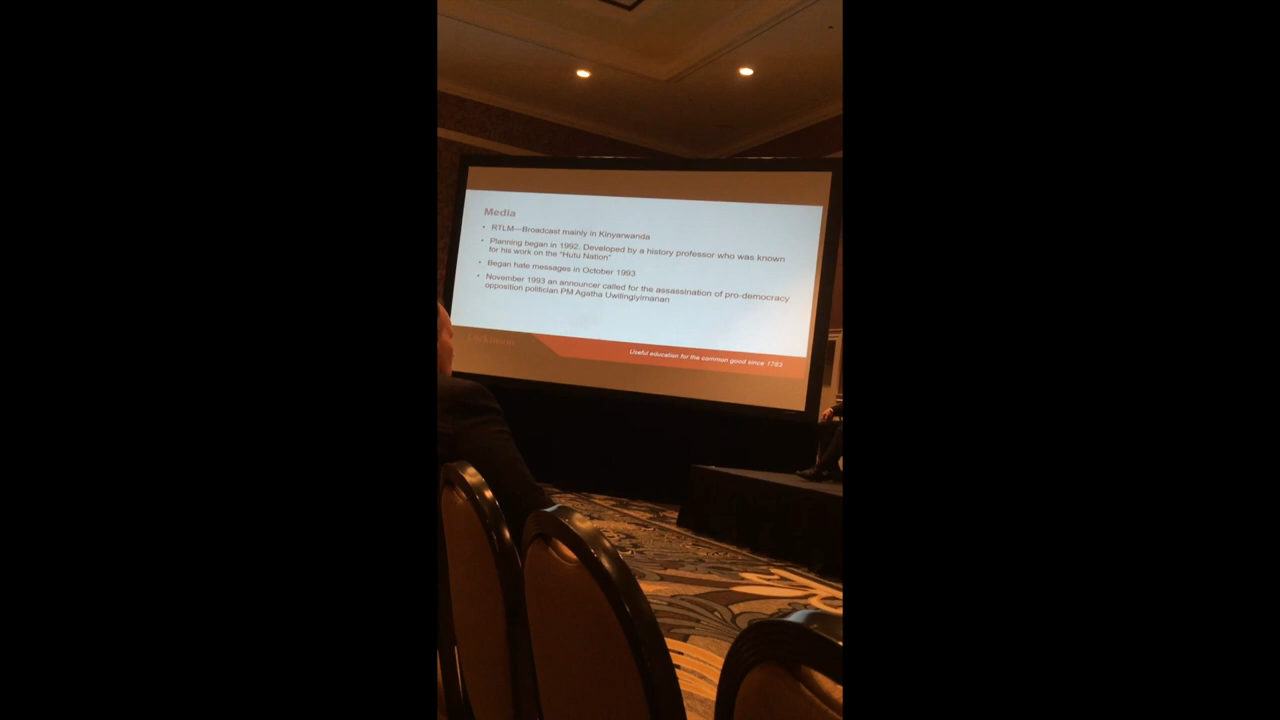 Media
• RTLM—Broadcast mainly in Kinyarwanda
• Planning began in 1992. Developed by a history professor who was known
for his work on the "Hutu Nation"
• Began hate messages in October 1993
• November 1993 an announcer called for the assassination of pro-democracy
opposition politician PM Agatha Uwilingiyimanan
Dickinson
Useful education for the common good since 1783